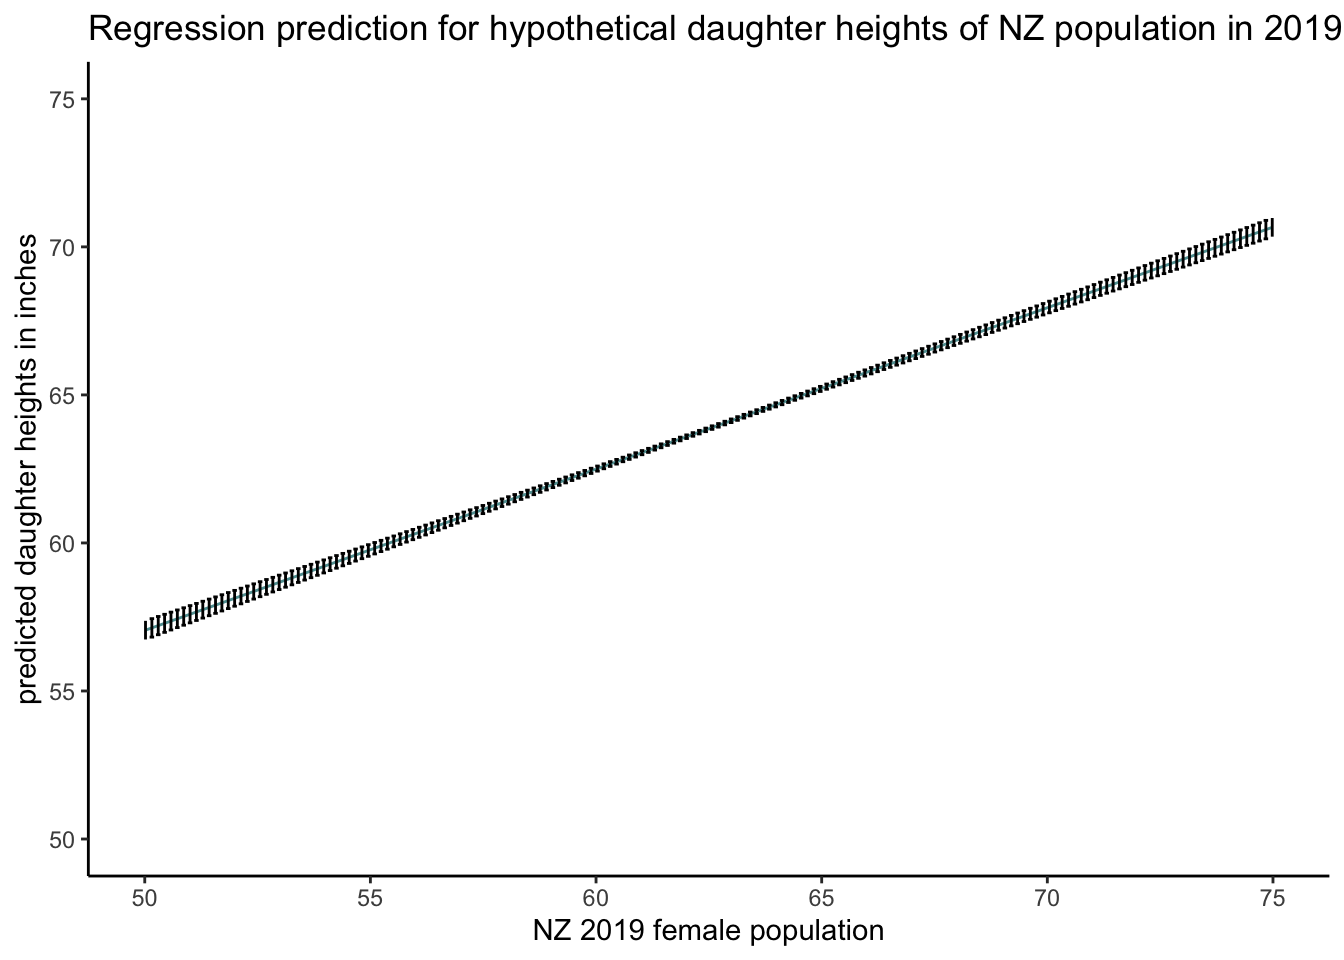 Regression prediction for hypothetical daughter heights of NZ population in 2019
75
70
65
60
55
50
predicted daughter heights in inches
50 55 60 65 70 75
NZ 2019 female population